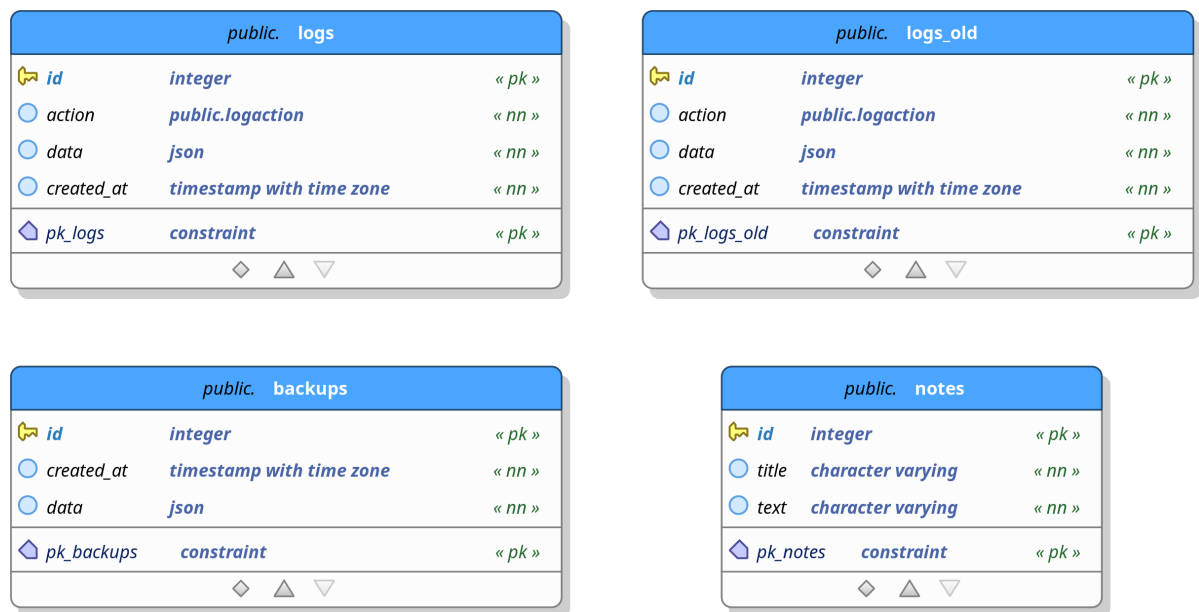 public. logs
id integer « pk »
action public.logaction « nn »
data json « nn »
created_at timestamp with time zone « nn »
pk_logs constraint « pk »
public. logs_old
id integer « pk »
action public.logaction « nn »
data json « nn »
created_at timestamp with time zone « nn »
pk_logs_old constraint « pk »
public. backups
id integer « pk »
created_at timestamp with time zone « nn »
data json « nn »
pk_backups constraint « pk »
public. notes
id integer « pk »
title character varying « nn »
text character varying « nn »
pk_notes constraint « pk »